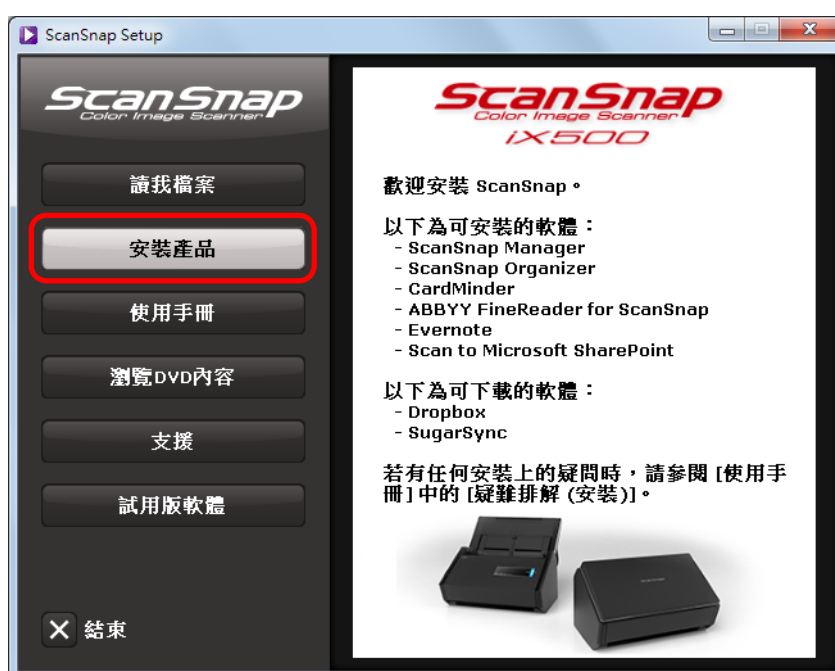 ScanSnap Setup
ScanSnap
Color Image Scanner
讀我檔案
安裝產品
使用手冊
瀏覽DVD內容
支援
試用版軟體
結束
ScanSnap
Color Image Scanner
iX500
歡迎安裝 ScanSnap。
以下為可安裝的軟體：
- ScanSnap Manager
- ScanSnap Organizer
- CardMinder
- ABBYY FineReader for ScanSnap
- Evernote
- Scan to Microsoft SharePoint
以下為可下載的軟體：
- Dropbox
- SugarSync
若有任何安裝上的疑問時，請參閱 [使用手
冊] 中的 [疑難排解 (安裝)]。